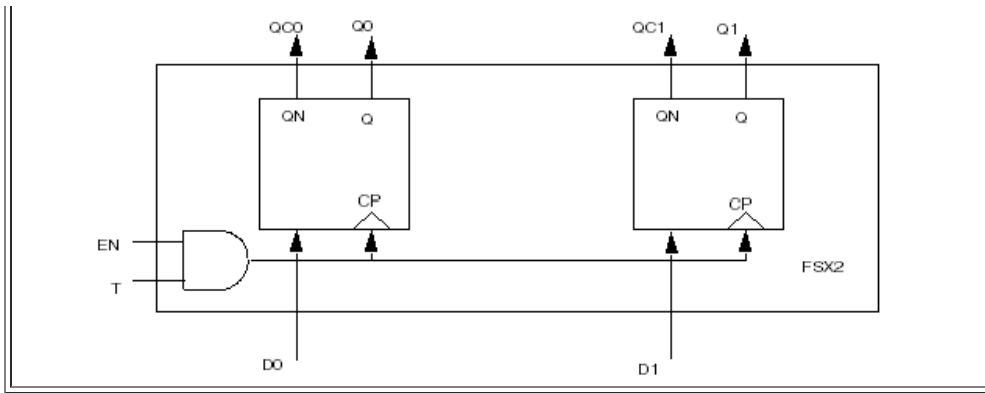 QC0 Q0 QC1 Q1
QN Q QN Q
CP CP
EN
FSX2
T
D0 D1